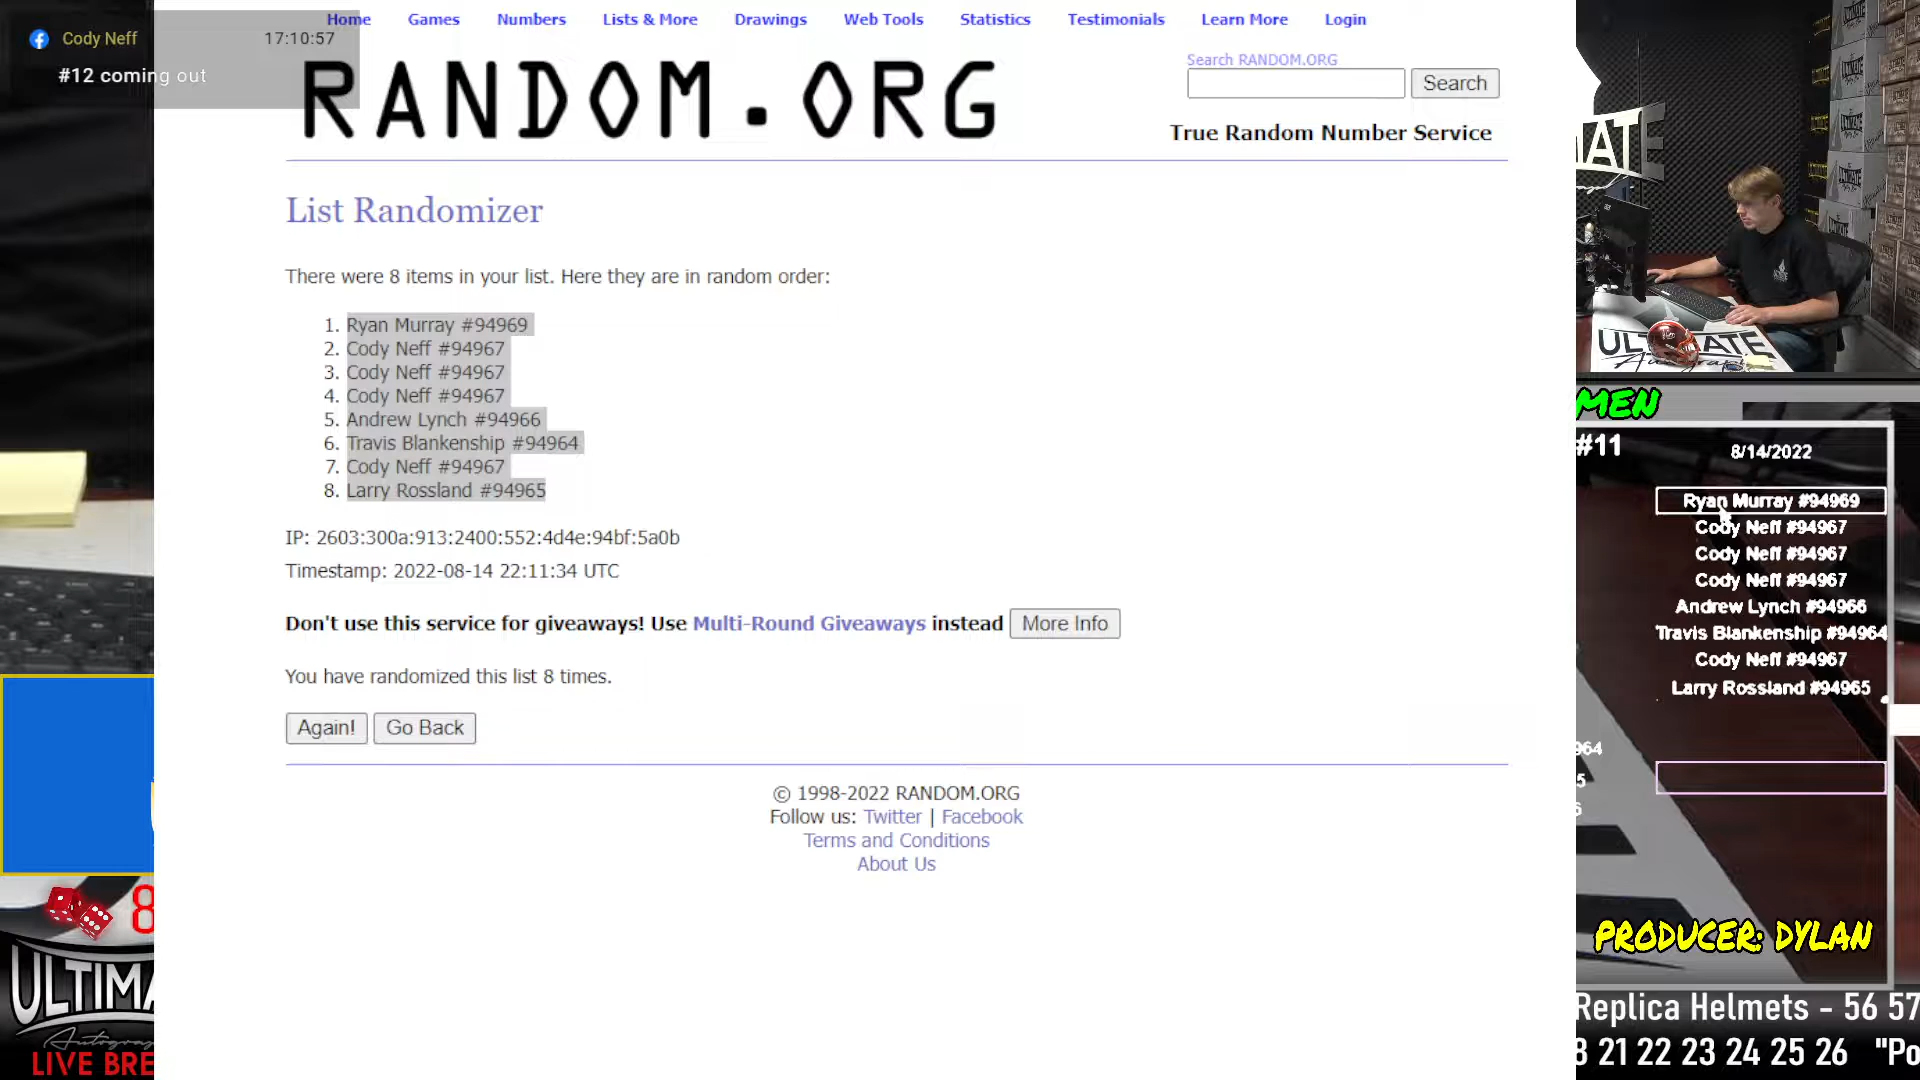 Cody Neff 17:10:57
#12 coming out
Home Games Numbers Lists & More Drawings Web Tools Statistics Testimonials Learn More Login
RANDOM.ORG
Search RANDOM.ORG
Search
True Random Number Service
List Randomizer
There were 8 items in your list. Here they are in random order:
1. Ryan Murray #94969
2. Cody Neff #94967
3. Cody Neff #94967
4. Cody Neff #94967
5. Andrew Lynch #94966
6. Travis Blankenship #94964
7. Cody Neff #94967
8. Larry Rossland #94965
IP: 2603:300a:913:2400:552:4d4e:94bf:5a0b
Timestamp: 2022-08-14 22:11:34 UTC
Don't use this service for giveaways! Use Multi-Round Giveaways instead More Info
You have randomized this list 8 times.
Again! Go Back
© 1998-2022 RANDOM.ORG
Follow us: Twitter | Facebook
Terms and Conditions
About Us
8
ULTIMA
LIVE BRE
ULTIMATE
MEN
#11
8/14/2022
Ryan Murray #94969
Cody Neff #94967
Cody Neff #94967
Cody Neff #94967
Andrew Lynch #94966
Travis Blankenship #94964
Cody Neff #94967
Larry Rossland #94965
964
5
6
PRODUCER: DYLAN
Replica Helmets - 56 57
8 21 22 23 24 25 26 "Po